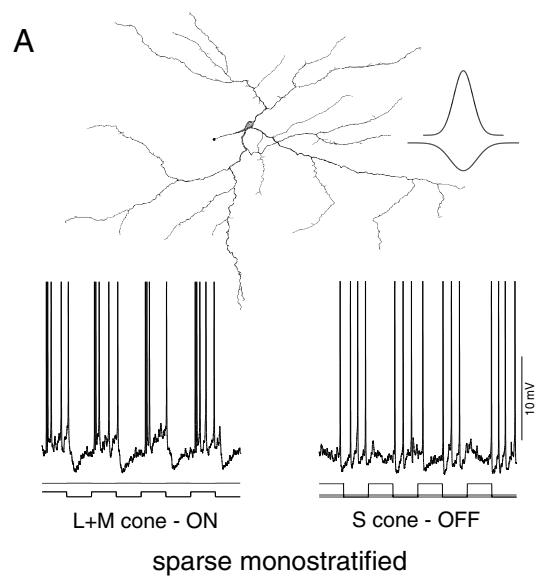 A
10 mV
L+M cone - ON
S cone - OFF
sparse monostratified